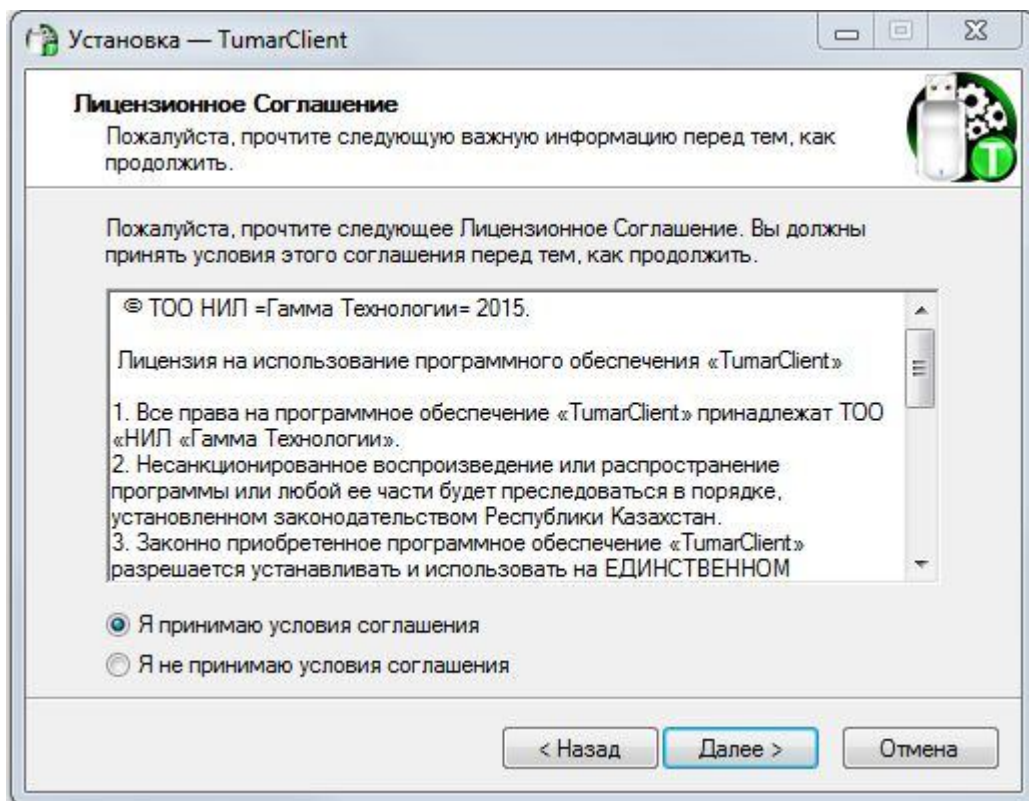 Установка — TumarClient
Лицензионное Соглашение
Пожалуйста, прочтите следующую важную информацию перед тем, как
продолжить.
T
Пожалуйста, прочтите следующее Лицензионное Соглашение. Вы должны
принять условия этого соглашения перед тем, как продолжить.
© ТОО НИЛ =Гамма Технологии= 2015.
Лицензия на использование программного обеспечения «TumarClient»
1. Все права на программное обеспечение «TumarClient» принадлежат ТОО
«НИЛ «Гамма Технологии».
2. Несанкционированное воспроизведение или распространение
программы или любой ее части будет преследоваться в порядке,
установленном законодательством Республики Казахстан.
3. Законно приобретенное программное обеспечение «TumarClient»
разрешается устанавливать и использовать на ЕДИНСТВЕННОМ
Я принимаю условия соглашения
Я не принимаю условия соглашения
< Назад
Далее >
Отмена